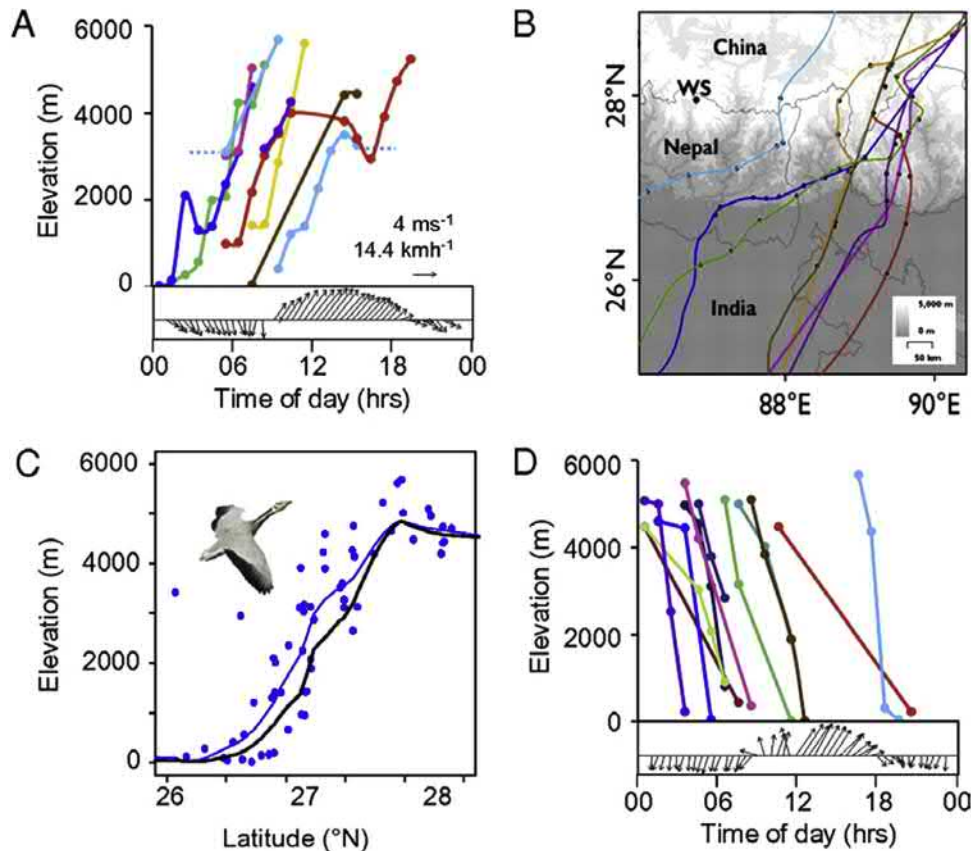 A
6000
4000
2000
0
Elevation (m)
4 ms-1
14.4 kmh-1
00 06 12 18 00
Time of day (hrs)
B
China
WS
Nepal
India
28°N
26°N
88°E 90°E
5,000 m
0 m
50 km
C
6000
4000
2000
0
Elevation (m)
26 27 28
Latitude (°N)
D
6000
4000
2000
0
Elevation (m)
00 06 12 18 00
Time of day (hrs)